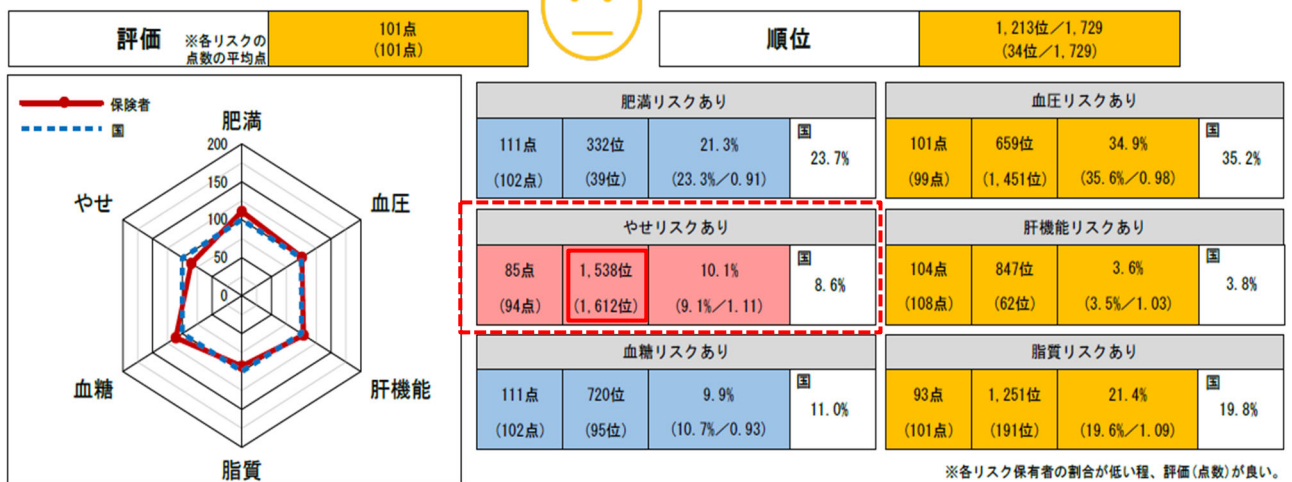 評価 ※各リスクの
点数の平均点
101点
(101点)
順位
1,213位／1,729
(34位／1,729)
保険者
国
肥満
血圧
肝機能
脂質
血糖
やせ
200
150
100
50
0
肥満リスクあり
111点 332位 21.3% 国 23.7%
(102点) (39位) (23.3%／0.91)
血圧リスクあり
101点 659位 34.9% 国 35.2%
(99点) (1,451位) (35.6%／0.98)
やせリスクあり
85点 1,538位 10.1% 国 8.6%
(94点) (1,612位) (9.1%／1.11)
肝機能リスクあり
104点 847位 3.6% 国 3.8%
(108点) (62位) (3.5%／1.03)
血糖リスクあり
111点 720位 9.9% 国 11.0%
(102点) (95位) (10.7%／0.93)
脂質リスクあり
93点 1,251位 21.4% 国 19.8%
(101点) (191位) (19.6%／1.09)
※各リスク保有者の割合が低い程、評価(点数)が良い。